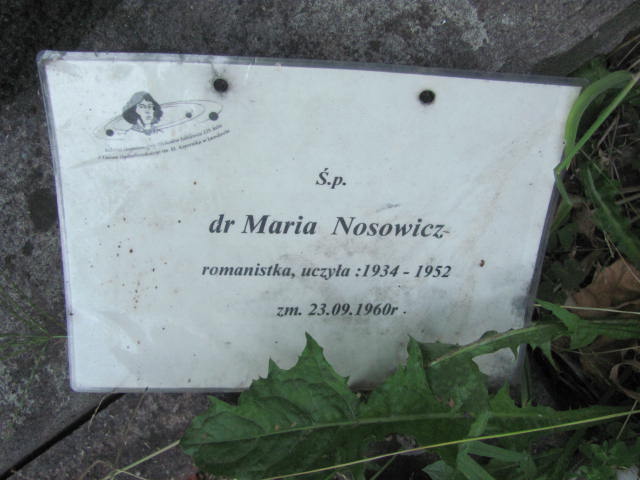 Ś.p.
dr Maria Nosowicz
romanistka, uczyła :1934 - 1952
zm. 23.09.1960r